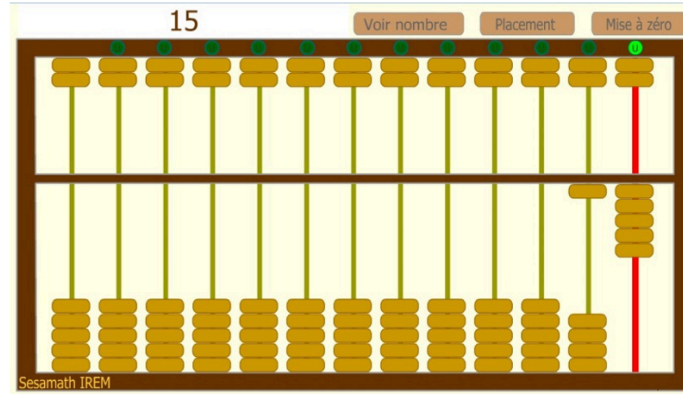 15
Voir nombre
Placement
Mise à zéro
U U U U U U U U U U U U
Sesamath IREM